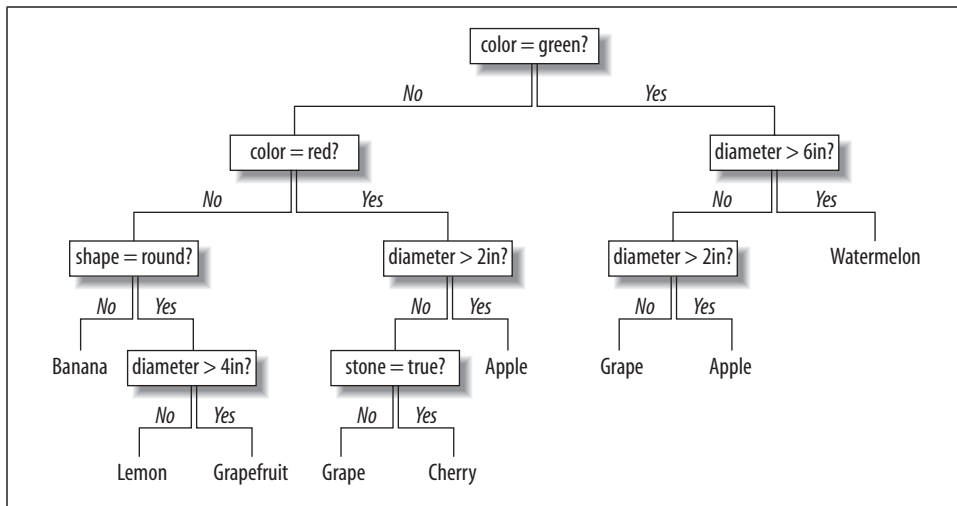 color = green?
No
Yes
color = red?
diameter > 6in?
No
Yes
No
Yes
shape = round?
diameter > 2in?
diameter > 2in?
Watermelon
No
Yes
No
Yes
No
Yes
Banana
diameter > 4in?
stone = true?
Apple
Grape
Apple
No
Yes
No
Yes
Lemon
Grapefruit
Grape
Cherry